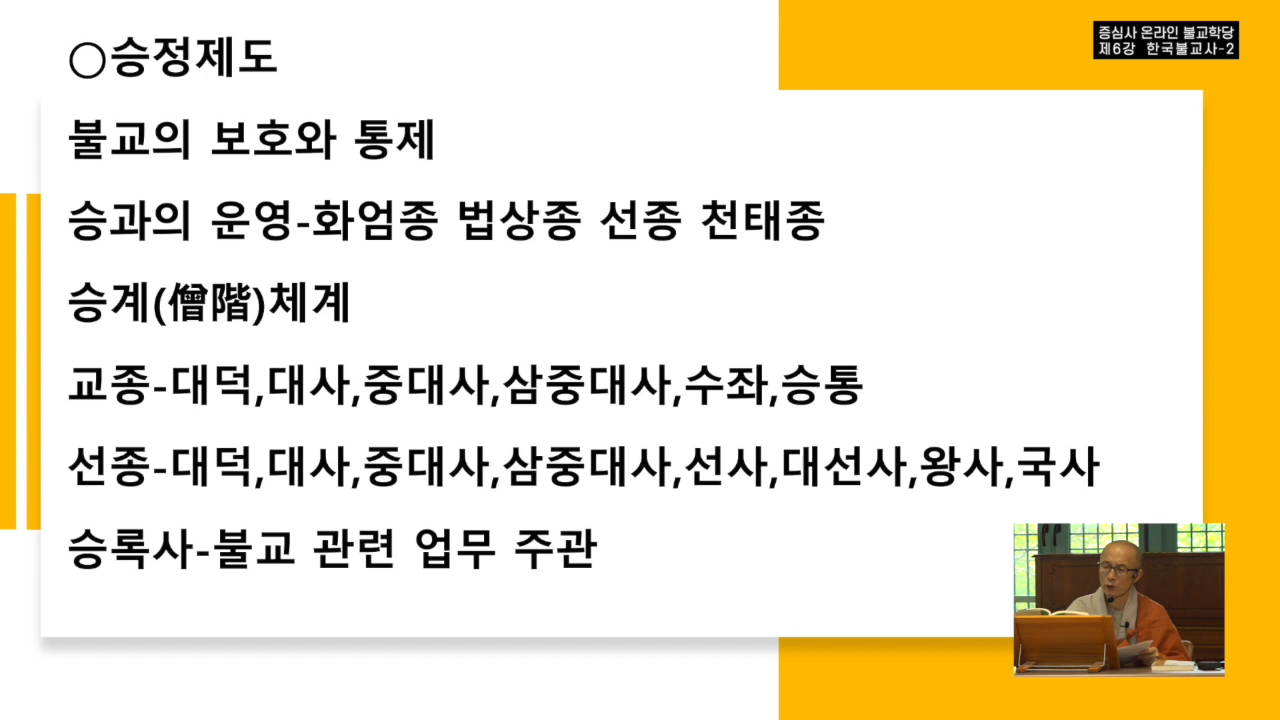 증심사 온라인 불교학당
제6강 한국불교사-2
○승정제도
불교의 보호와 통제
승과의 운영-화엄종 법상종 선종 천태종
승계(僧階)체계
교종-대덕,대사,중대사,삼중대사,수좌,승통
선종-대덕,대사,중대사,삼중대사,선사,대선사,왕사,국사
승록사-불교 관련 업무 주관